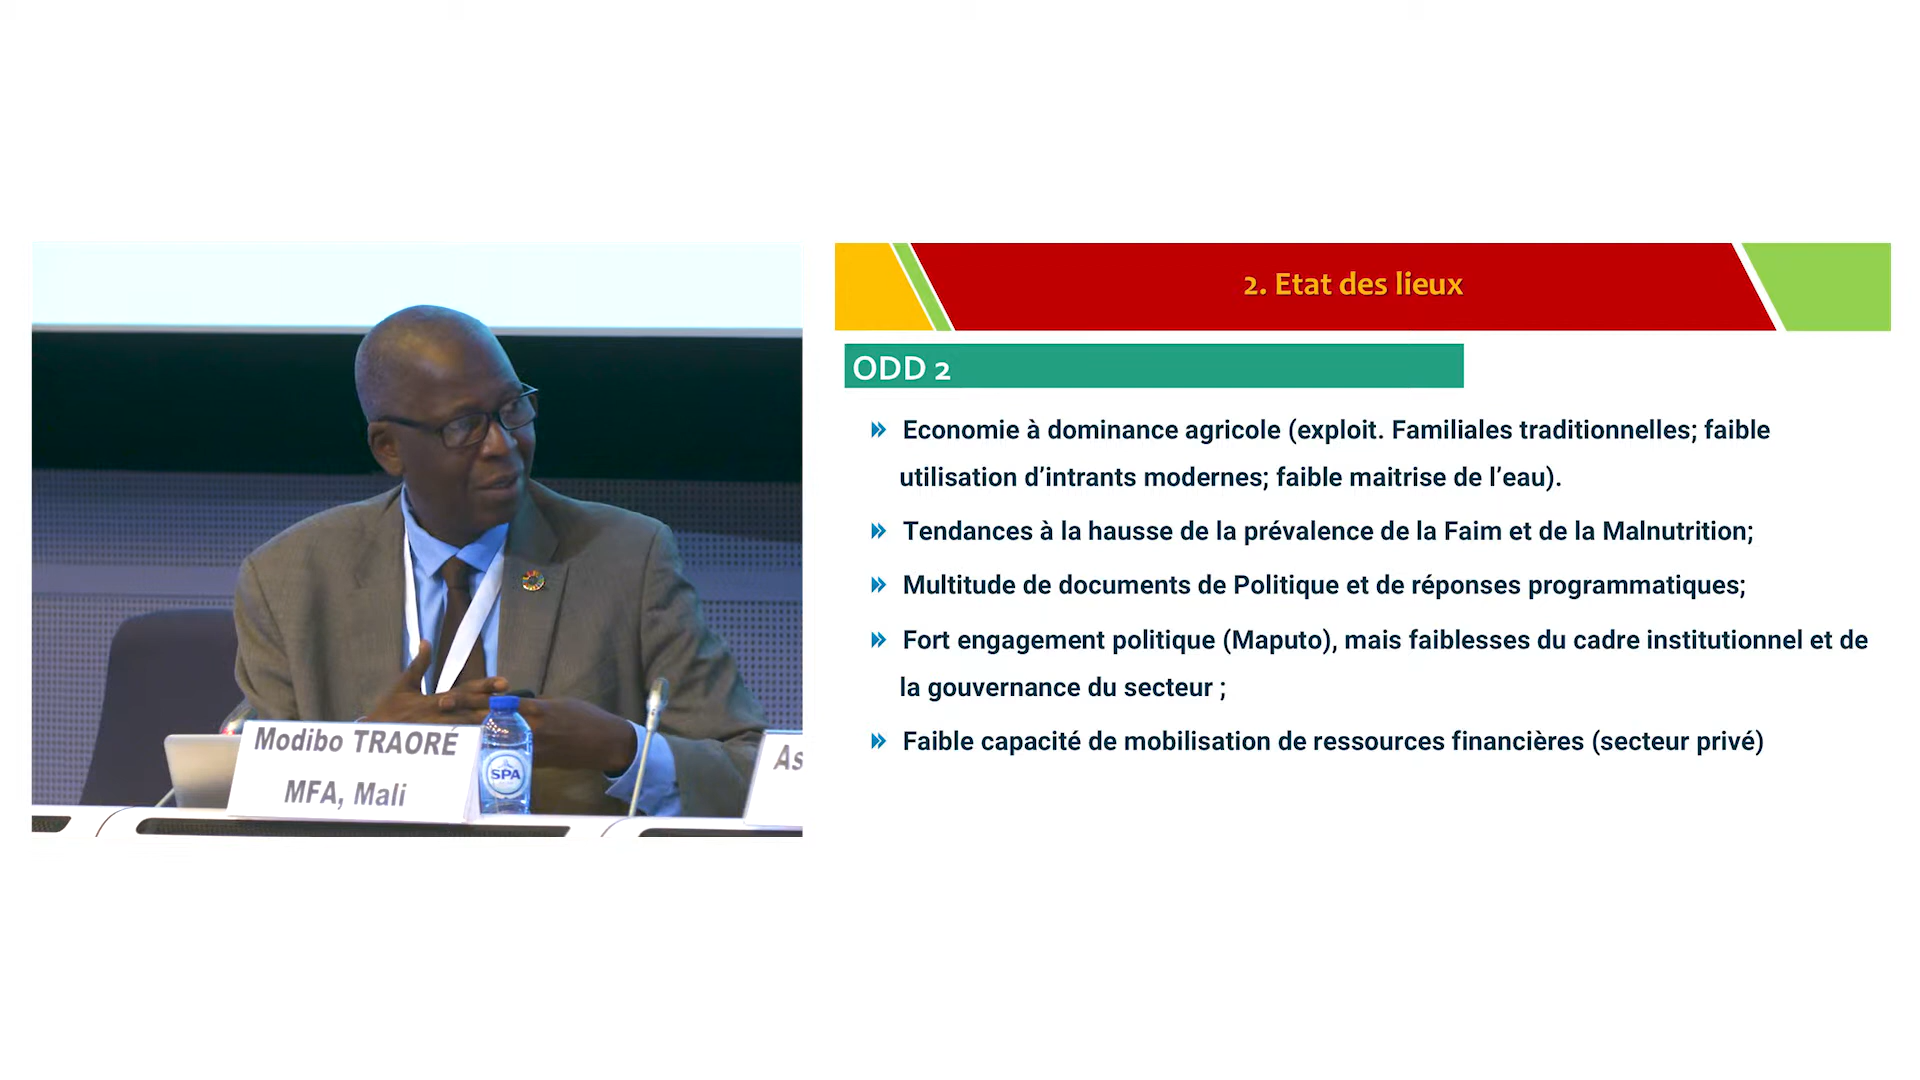 2. Etat des lieux
ODD 2
Economie à dominance agricole (exploit. Familiales traditionnelles; faible
utilisation d’intrants modernes; faible maitrise de l’eau).
Tendances à la hausse de la prévalence de la Faim et de la Malnutrition;
Multitude de documents de Politique et de réponses programmatiques;
Fort engagement politique (Maputo), mais faiblesses du cadre institutionnel et de
la gouvernance du secteur ;
Faible capacité de mobilisation de ressources financières (secteur privé)
Modibo TRAORÉ
MFA, Mali
SPA
As